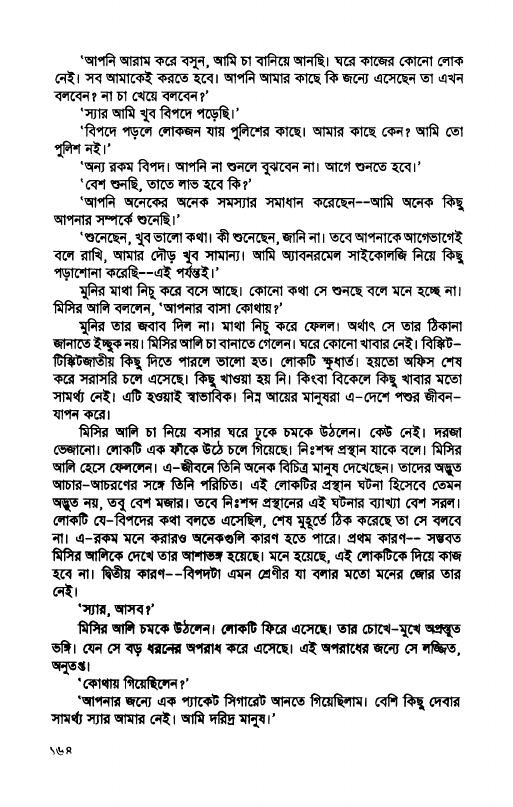 ‘আপনি আরাম করে বসুন, আমি চা বানিয়ে আনছি। ঘরে কাজের কোনো লোক
নেই। সব আমাকেই করতে হবে। আপনি আমার কাছে কি জন্যে এসেছেন তা এখন
বলবেন? না চা খেয়ে বলবেন?’
‘স্যার আমি খুব বিপদে পড়েছি।’
‘বিপদে পড়লে লোকজন যায় পুলিশের কাছে। আমার কাছে কেন? আমি তো
পুলিশ নই।’
‘অন্য রকম বিপদ। আপনি না শুনলে বুঝবেন না। আগে শুনতে হবে।’
‘বেশ শুনছি, তাতে লাভ হবে কি?’
‘আপনি অনেকের অনেক সমস্যার সমাধান করেছেন--আমি অনেক কিছু
আপনার সম্পর্কে শুনেছি।’
‘শুনেছেন, খুব ভালো কথা। কী শুনেছেন, জানি না। তবে আপনাকে আগেভাগেই
বলে রাখি, আমার দৌড় খুব সামান্য। আমি অ্যাবনরমেল সাইকোলজি নিয়ে কিছু
পড়াশোনা করেছি--এই পর্যন্তই।’
মুনির মাথা নিচু করে বসে আছে। কোনো কথা সে শুনছে বলে মনে হচ্ছে না।
মিসির আলি বললেন, ‘আপনার বাসা কোথায়?’
মুনির তার জবাব দিল না। মাথা নিচু করে ফেলল। অর্থাৎ সে তার ঠিকানা
জানাতে ইচ্ছুক নয়। মিসির আলি চা বানাতে গেলেন। ঘরে কোনো খাবার নেই। বিস্কিট-
টিস্কিটজাতীয় কিছু দিতে পারলে ভালো হত। লোকটি ক্ষুধার্ত। হয়তো অফিস শেষ
করে সরাসরি চলে এসেছে। কিছু খাওয়া হয় নি। কিংবা বিকেলে কিছু খাবার মতো
সামর্থ্য নেই। এটি হওয়াই স্বাভাবিক। নিম্ন আয়ের মানুষরা এ-দেশে পশুর জীবন-
যাপন করে।
মিসির আলি চা নিয়ে বসার ঘরে ঢুকে চমকে উঠলেন। কেউ নেই। দরজা
ভেজানো। লোকটি এক ফাঁকে উঠে চলে গিয়েছে। নিঃশব্দ প্রস্থান যাকে বলে। মিসির
আলি হেসে ফেললেন। এ-জীবনে তিনি অনেক বিচিত্র মানুষ দেখেছেন। তাদের অদ্ভুত
আচার-আচরণের সঙ্গে তিনি পরিচিত। এই লোকটির প্রস্থান ঘটনা হিসেবে তেমন
অদ্ভুত নয়, তবু বেশ মজার। তবে নিঃশব্দ প্রস্থানের এই ঘটনার ব্যাখ্যা বেশ সরল।
লোকটি যে-বিপদের কথা বলতে এসেছিল, শেষ মুহূর্তে ঠিক করেছে তা সে বলবে
না। এ-রকম মনে করারও অনেকগুলি কারণ হতে পারে। প্রথম কারণ-- সম্ভবত
মিসির আলিকে দেখে তার আশাভঙ্গ হয়েছে। মনে হয়েছে, এই লোকটিকে দিয়ে কাজ
হবে না। দ্বিতীয় কারণ--বিপদটা এমন শ্রেণীর যা বলার মতো মনের জোর তার
নেই।
‘স্যার, আসব?’
মিসির আলি চমকে উঠলেন। লোকটি ফিরে এসেছে। তার চোখে-মুখে অপ্রস্তুত
ভঙ্গি। যেন সে বড় ধরনের অপরাধ করে এসেছে। এই অপরাধের জন্যে সে লজ্জিত,
অনুতপ্ত।
‘কোথায় গিয়েছিলেন?’
‘আপনার জন্যে এক প্যাকেট সিগারেট আনতে গিয়েছিলাম। বেশি কিছু দেবার
সামর্থ্য স্যার আমার নেই। আমি দরিদ্র মানুষ।’
১৬৪